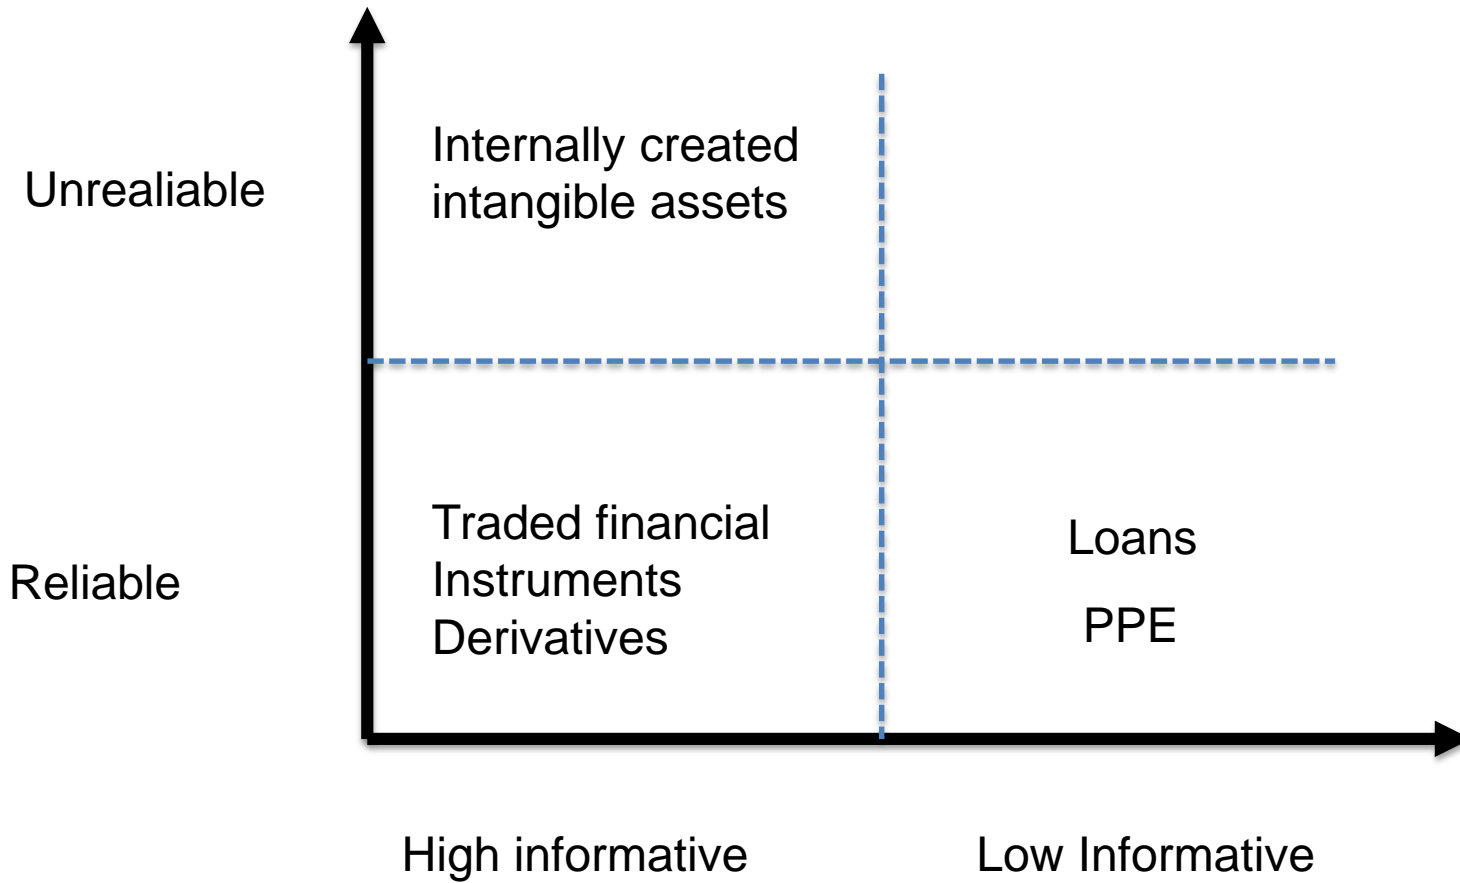 Unrealiable
Internally created
intangible assets
Reliable
Traded financial
Instruments
Derivatives
Loans
PPE
High informative
Low Informative